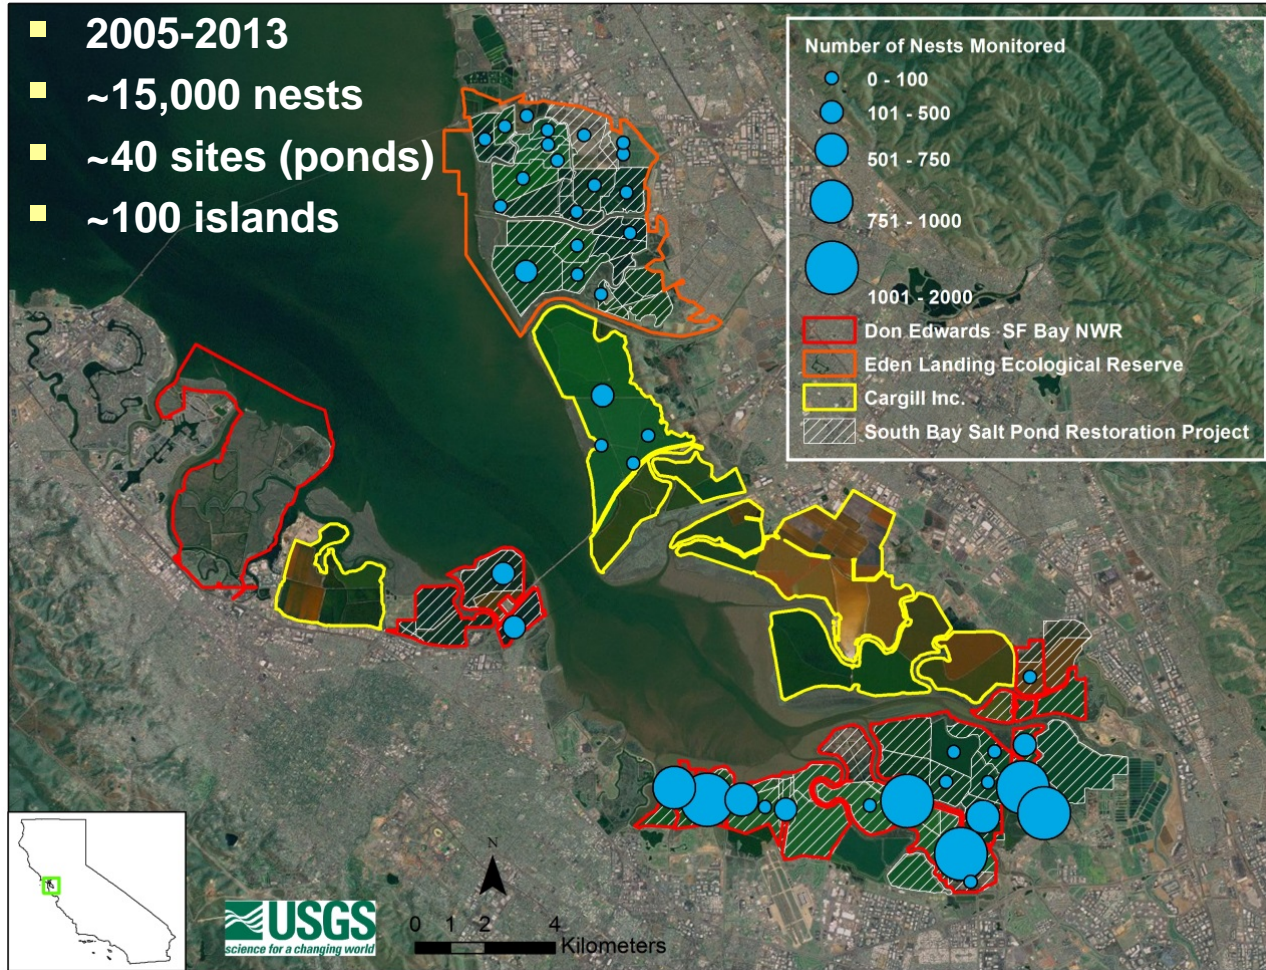 2005-2013
~15,000 nests
~40 sites (ponds)
~100 islands
Number of Nests Monitored
0 - 100
101 - 500
501 - 750
751 - 1000
1001 - 2000
Don Edwards SF Bay NWR
Eden Landing Ecological Reserve
Cargill Inc.
South Bay Salt Pond Restoration Project
N
USGS
science for a changing world
0 1 2 4
Kilometers